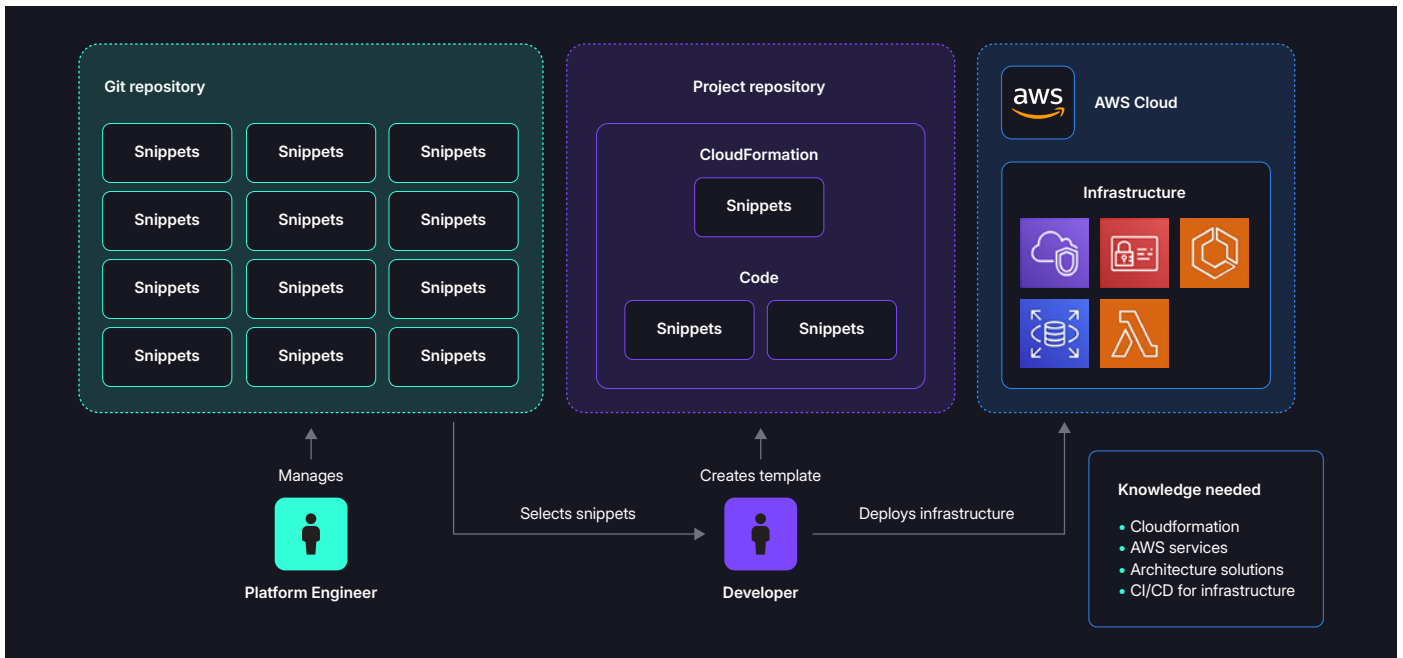 Git repository
Snippets
Snippets
Snippets
Snippets
Snippets
Snippets
Snippets
Snippets
Snippets
Snippets
Snippets
Snippets
Project repository
CloudFormation
Snippets
Code
Snippets
Snippets
aws
AWS Cloud
Infrastructure
Manages
Platform Engineer
Selects snippets
Creates template
Developer
Deploys infrastructure
Knowledge needed
• Cloudformation
• AWS services
• Architecture solutions
• CI/CD for infrastructure